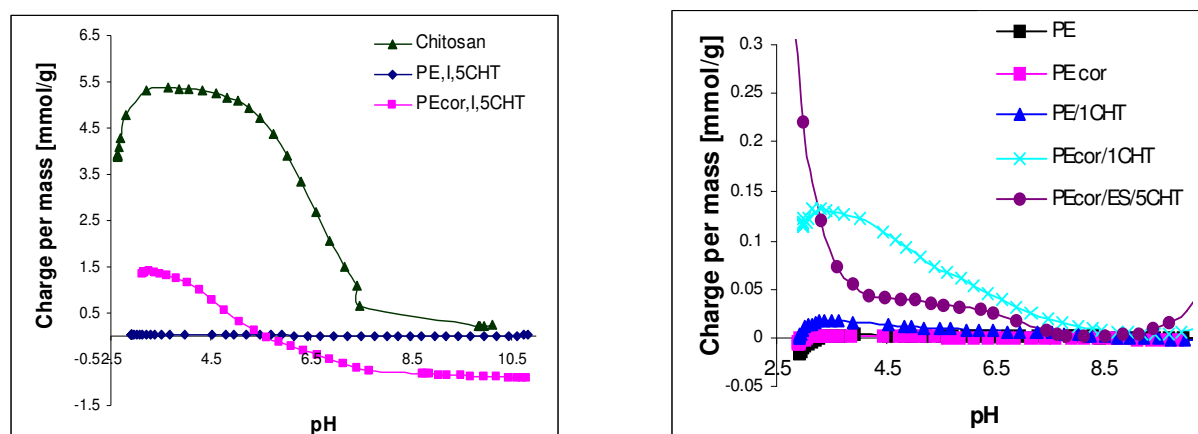 6.5
5.5
4.5
3.5
2.5
1.5
0.5
-0.5
-1.5
2.5
4.5
6.5
8.5
10.5
Charge per mass [mmol/g]
pH
Chitosan
PE,I,5CHT
PEcor,I,5CHT
0.3
0.25
0.2
0.15
0.1
0.05
0
-0.05
2.5
4.5
6.5
8.5
Charge per mass [mmol/g]
pH
PE
PE cor
PE/1CHT
PEcor/1CHT
PEcor/ES/5CHT